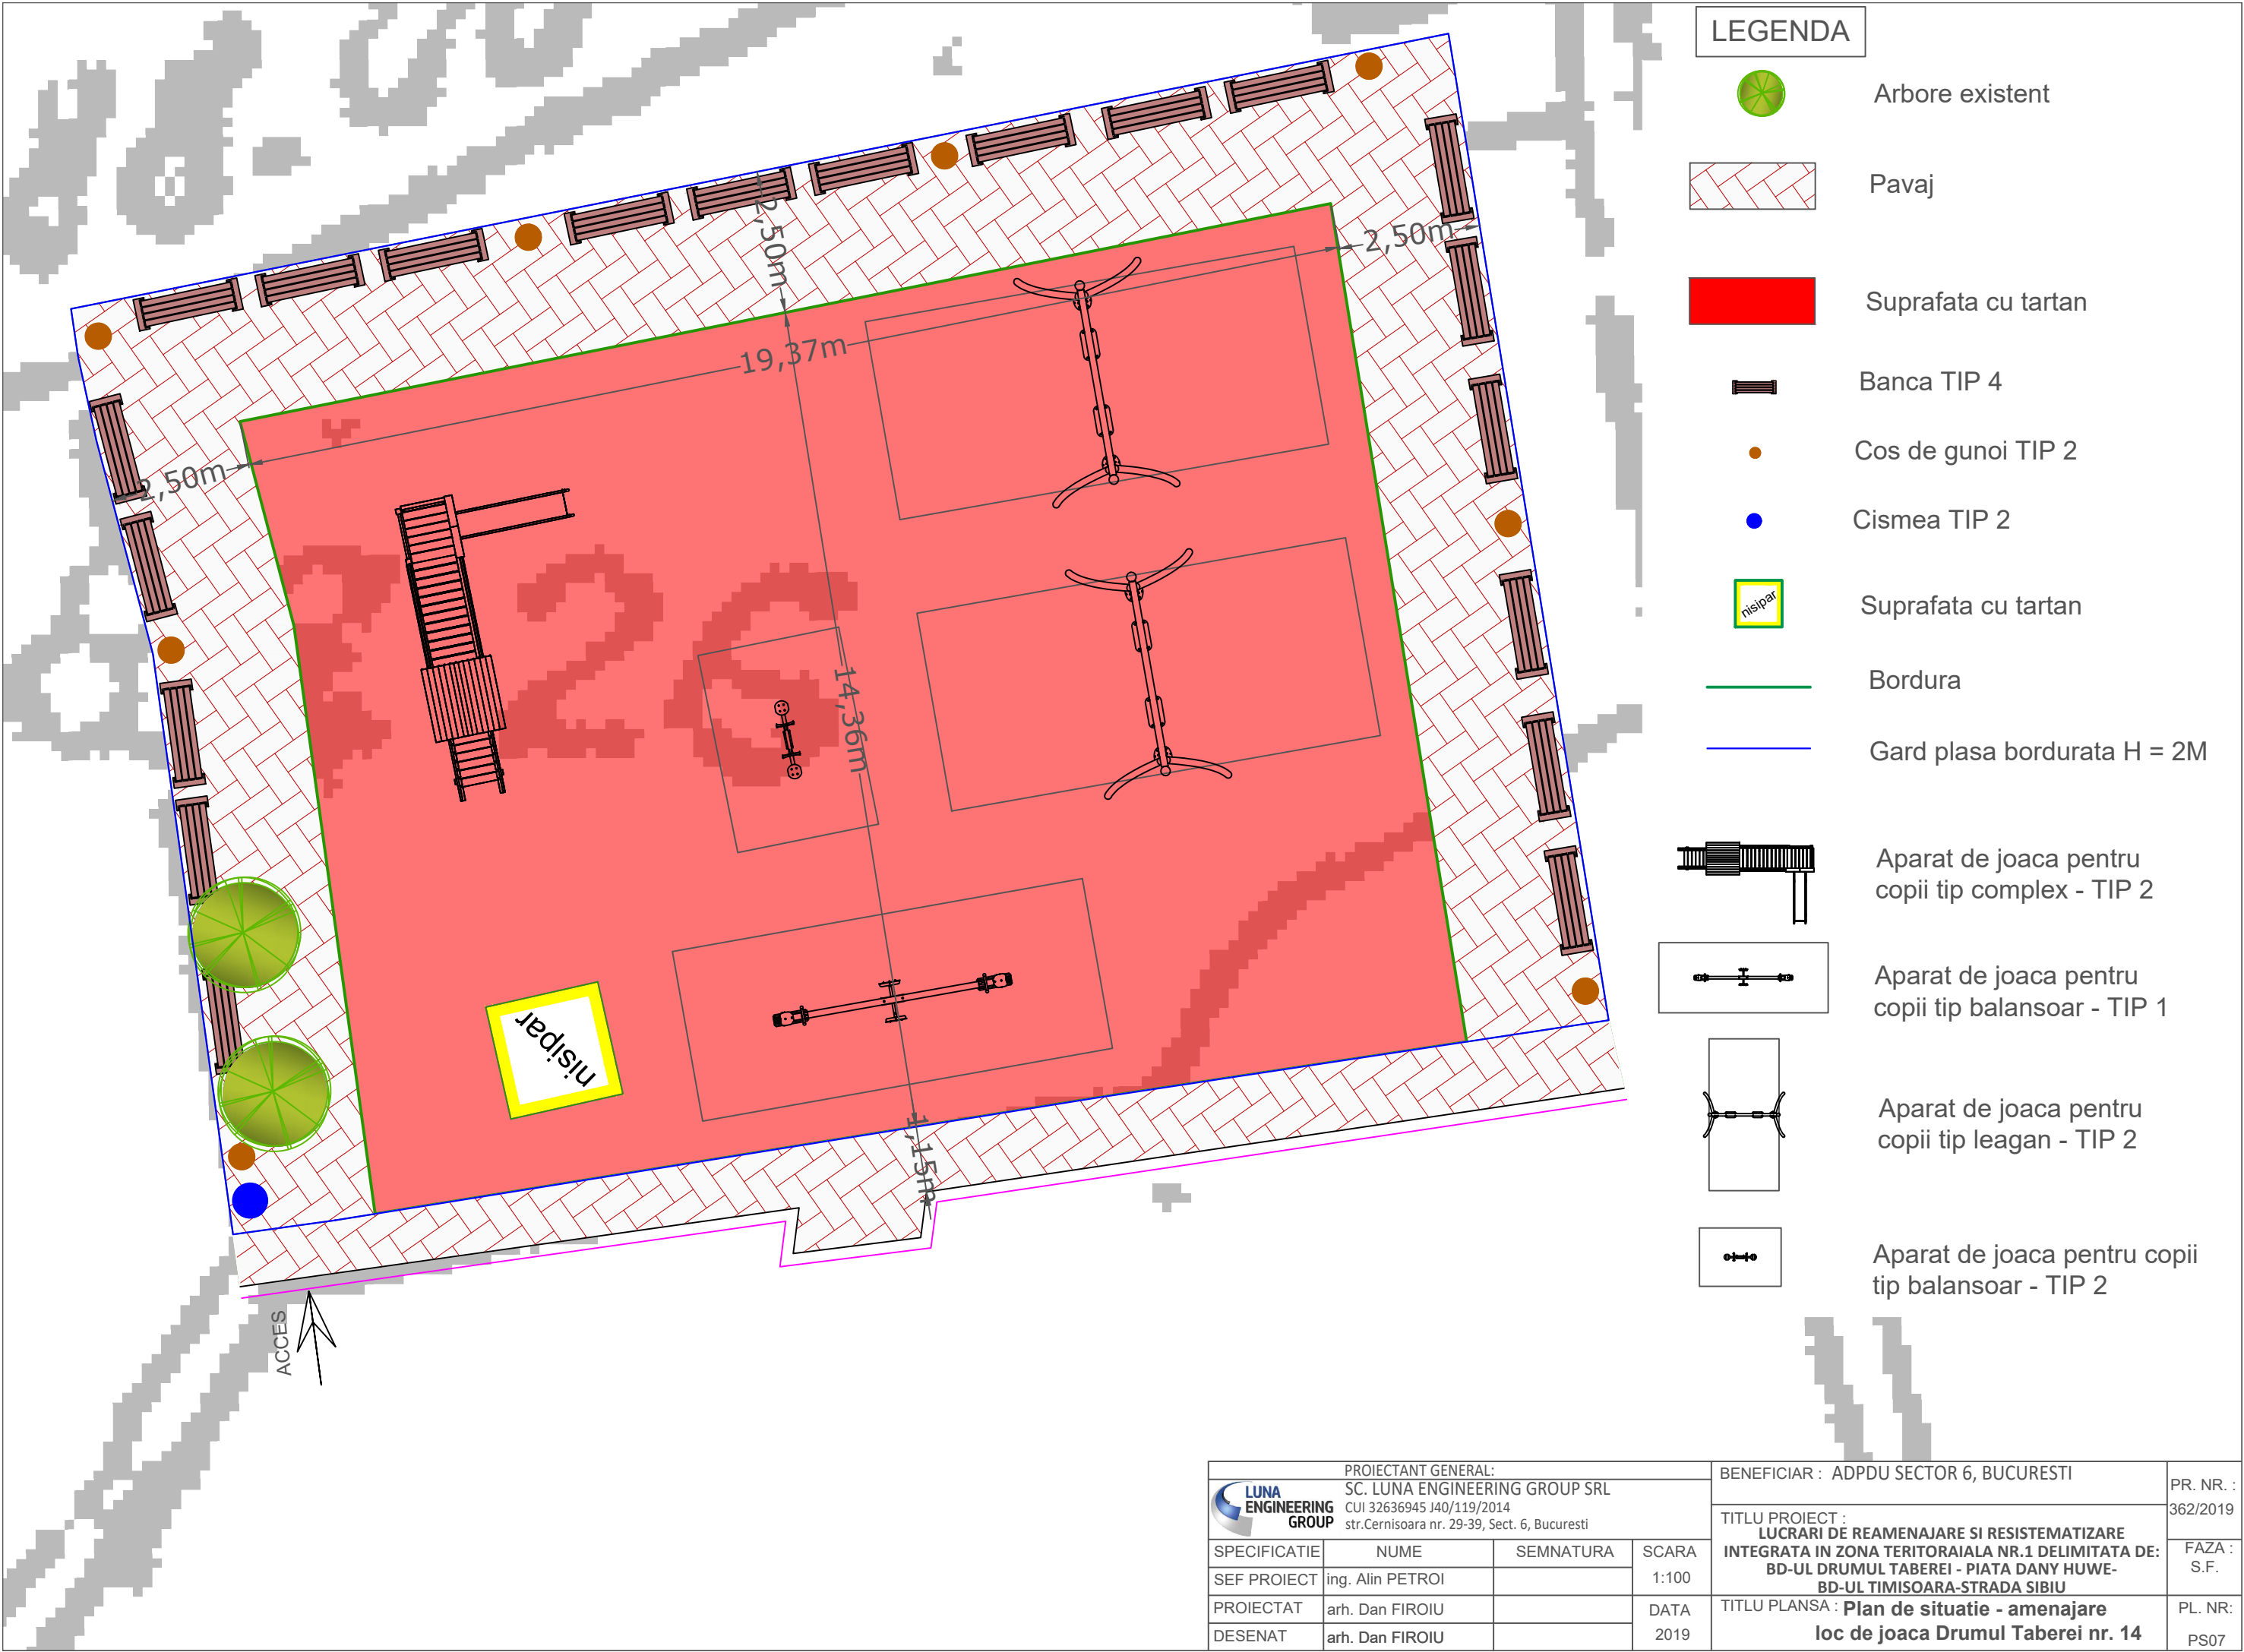 LEGENDA
Arbore existent
Pavaj
Suprafata cu tartan
Banca TIP 4
Cos de gunoi TIP 2
Cismea TIP 2
nisipar
Suprafata cu tartan
Bordura
Gard plasa bordurata H = 2M
Aparat de joaca pentru
copii tip complex - TIP 2
Aparat de joaca pentru
copii tip balansoar - TIP 1
Aparat de joaca pentru
copii tip leagan - TIP 2
Aparat de joaca pentru copii
tip balansoar - TIP 2
2,50m
2,50m
19,37m
2,50m
326
14,36m
nisipar
1,15m
ACCES
PROIECTANT GENERAL:
LUNA
ENGINEERING
GROUP
SC. LUNA ENGINEERING GROUP SRL
CUI 32636945 J40/119/2014
str.Cernisoara nr. 29-39, Sect. 6, Bucuresti
SPECIFICATIE NUME SEMNATURA SCARA
SEF PROIECT ing. Alin PETROI 1:100
PROIECTAT arh. Dan FIROIU DATA
DESENAT arh. Dan FIROIU 2019
BENEFICIAR : ADPDU SECTOR 6, BUCURESTI
TITLU PROIECT :
LUCRARI DE REAMENAJARE SI RESISTEMATIZARE
INTEGRATA IN ZONA TERITORAIALA NR.1 DELIMITATA DE:
BD-UL DRUMUL TABEREI - PIATA DANY HUWE-
BD-UL TIMISOARA-STRADA SIBIU
TITLU PLANSA : Plan de situatie - amenajare
loc de joaca Drumul Taberei nr. 14
PR. NR. :
362/2019
FAZA :
S.F.
PL. NR:
PS07